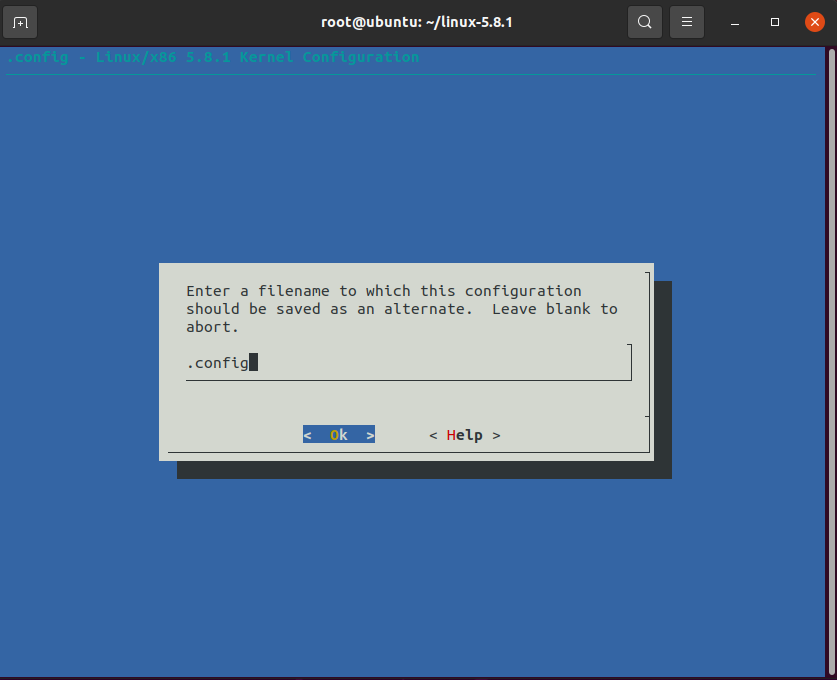 root@ubuntu: ~/linux-5.8.1
.config - Linux/x86 5.8.1 Kernel Configuration
Enter a filename to which this configuration
should be saved as an alternate.  Leave blank to
abort.
.config
<  Ok  > < Help >